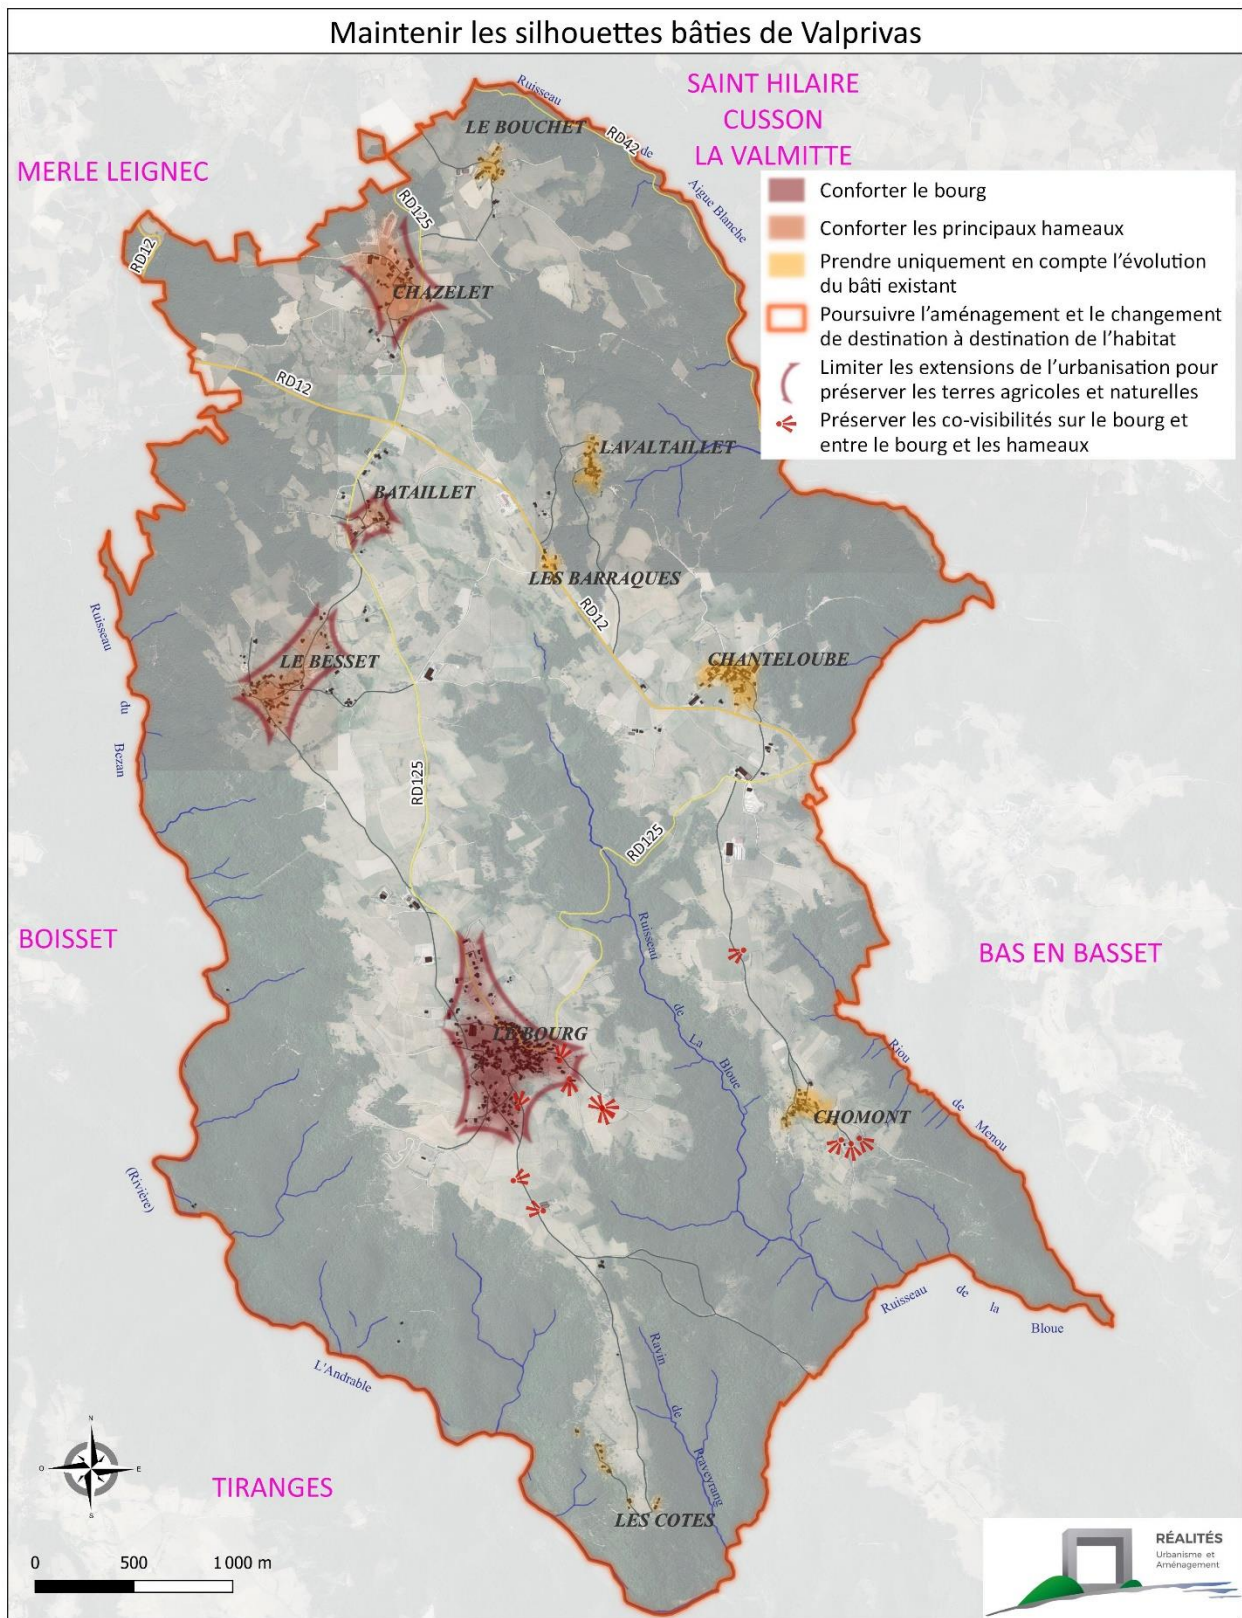 Maintenir les silhouettes bâties de Valprivas
SAINT HILAIRE
CUSSON
LA VALMITTE
MERLE LEIGNEC
Conforter le bourg
Conforter les principaux hameaux
Prendre uniquement en compte l'évolution
du bâti existant
Poursuivre l'aménagement et le changement
de destination à destination de l'habitat
Limiter les extensions de l'urbanisation pour
préserver les terres agricoles et naturelles
Préserver les co-visibilités sur le bourg et
entre le bourg et les hameaux
Ruisseau
de
Aigue Blanche
RD42
LE BOUCHET
RD125
RD12
CHAZELET
RD12
LAVALTAILLET
BATAILLET
LES BARRAQUES
RD12
Ruisseau
du
Bezan
LE BESSET
CHANTELOUBE
RD125
RD125
BOISSET
BAS EN BASSET
Ruisseau
de
La
Bloue
LE BOURG
Riou
de
Menou
CHOMONT
(Rivière)
L'Andrable
Ruisseau
de
la
Bloue
Ravin
de
Praveyrang
TIRANGES
LES COTES
N
O
E
S
0
500
1 000 m
RÉALITÉS
Urbanisme et
Aménagement